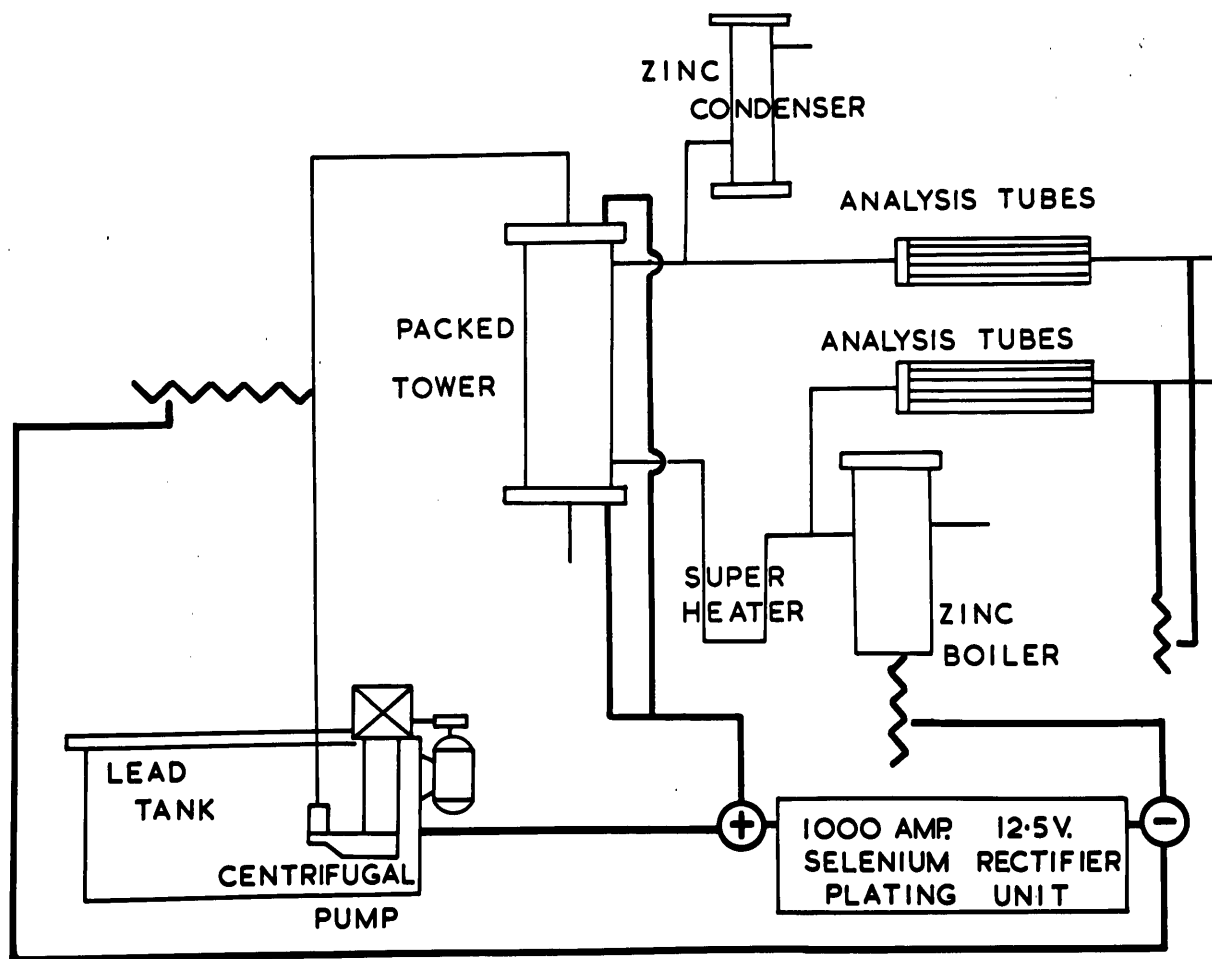 ZINC
CONDENSER
ANALYSIS TUBES
PACKED
TOWER
ANALYSIS TUBES
SUPER
HEATER
ZINC
BOILER
LEAD
TANK
CENTRIFUGAL
PUMP
+
1000 AMP. 12·5V.
SELENIUM RECTIFIER
PLATING UNIT
−